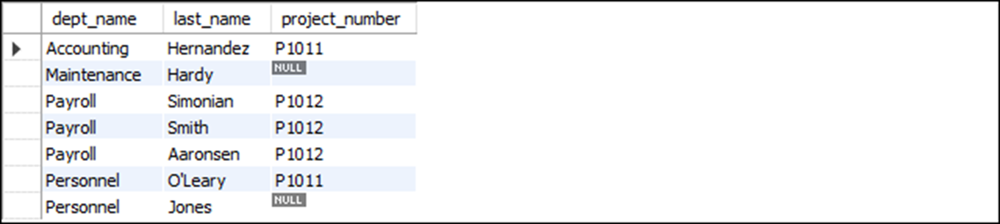 dept_name last_name project_number
Accounting Hernandez P1011
Maintenance Hardy NULL
Payroll Simonian P1012
Payroll Smith P1012
Payroll Aaronsen P1012
Personnel O'Leary P1011
Personnel Jones NULL